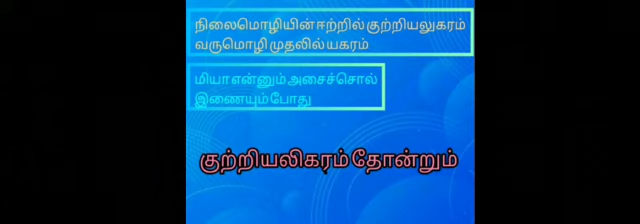 நிலைமொழியின் ஈற்றில் குற்றியலுகரம்
வருமொழி முதலில் யகரம்
மியா என்னும் அசைச்சொல்
இணையும்போது
குற்றியலிகரம் தோன்றும்